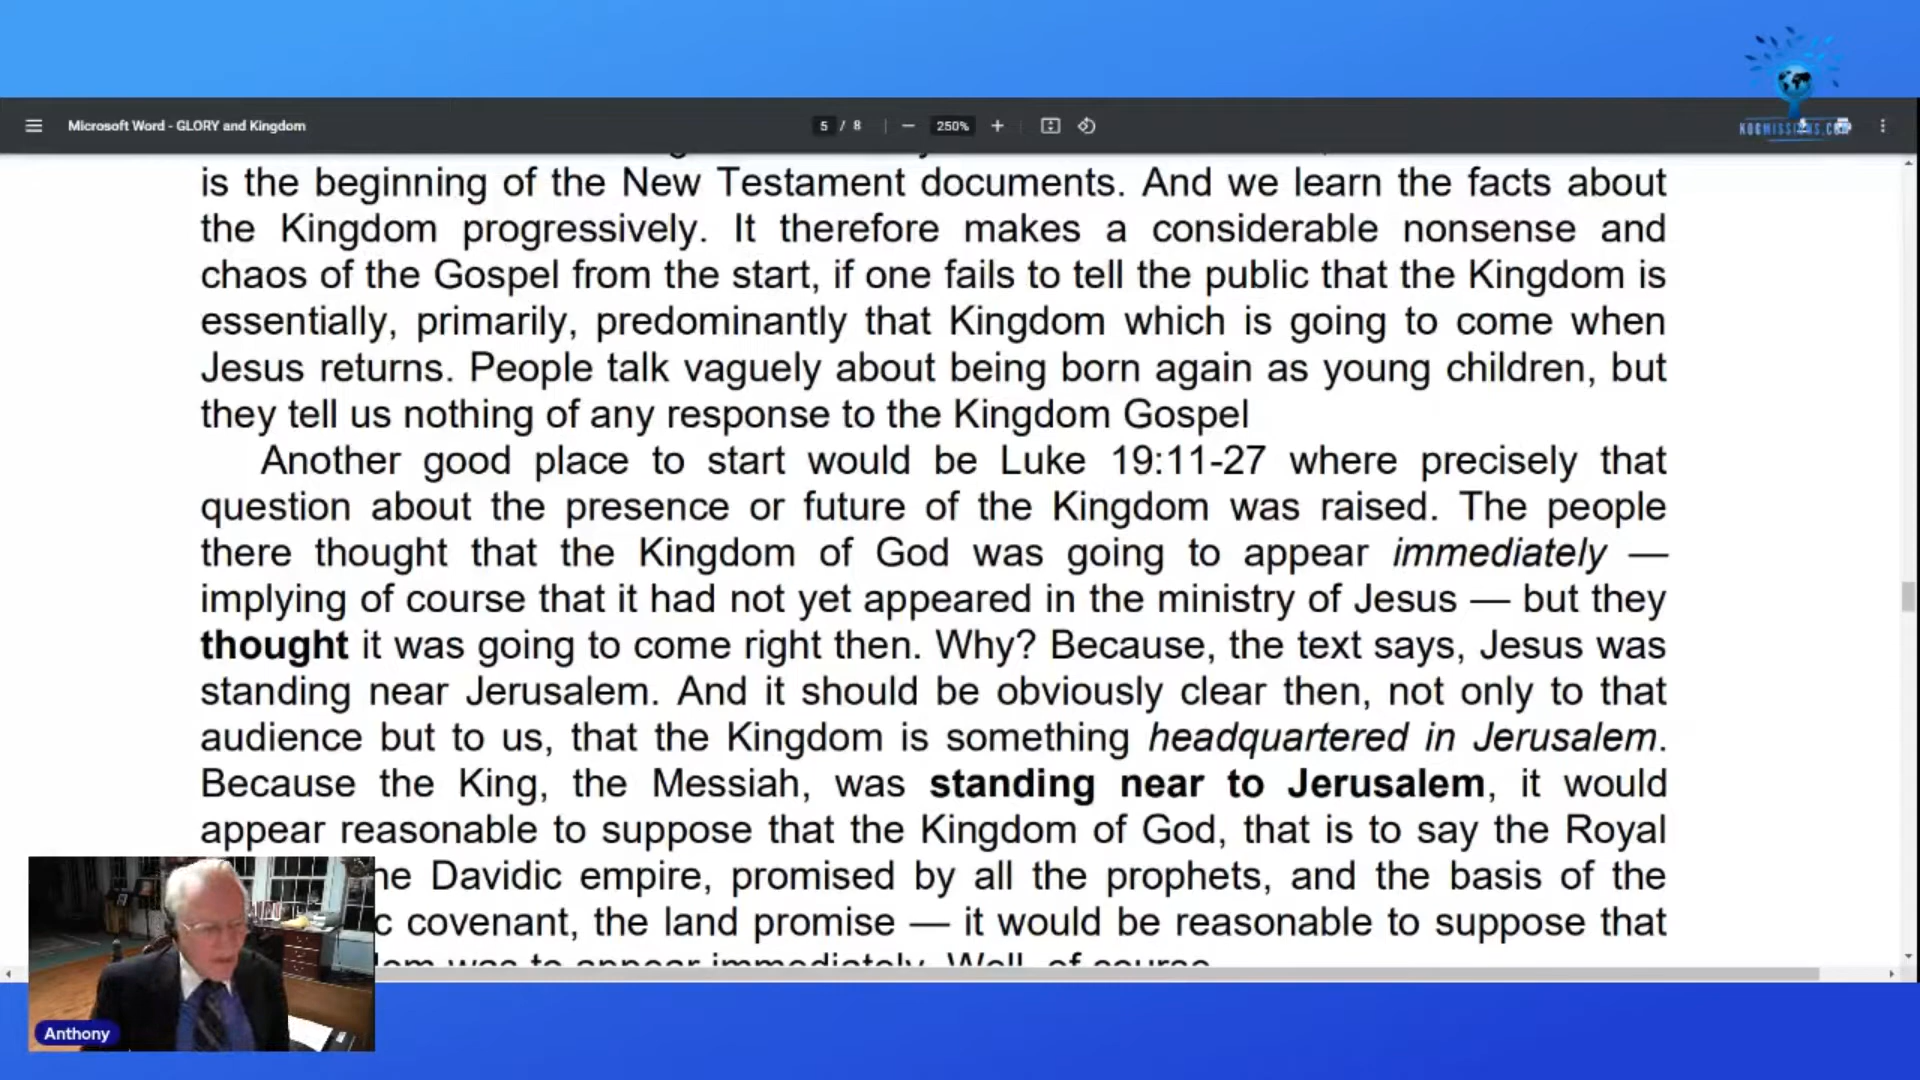 Microsoft Word - GLORY and Kingdom
5 / 8
250%
KOGMISSIONS.COM
is the beginning of the New Testament documents. And we learn the facts about
the Kingdom progressively. It therefore makes a considerable nonsense and
chaos of the Gospel from the start, if one fails to tell the public that the Kingdom is
essentially, primarily, predominantly that Kingdom which is going to come when
Jesus returns. People talk vaguely about being born again as young children, but
they tell us nothing of any response to the Kingdom Gospel
Another good place to start would be Luke 19:11-27 where precisely that
question about the presence or future of the Kingdom was raised. The people
there thought that the Kingdom of God was going to appear immediately —
implying of course that it had not yet appeared in the ministry of Jesus — but they
thought it was going to come right then. Why? Because, the text says, Jesus was
standing near Jerusalem. And it should be obviously clear then, not only to that
audience but to us, that the Kingdom is something headquartered in Jerusalem.
Because the King, the Messiah, was standing near to Jerusalem, it would
appear reasonable to suppose that the Kingdom of God, that is to say the Royal
he Davidic empire, promised by all the prophets, and the basis of the
c covenant, the land promise — it would be reasonable to suppose that
was to appear immediately. Well, of course
Anthony